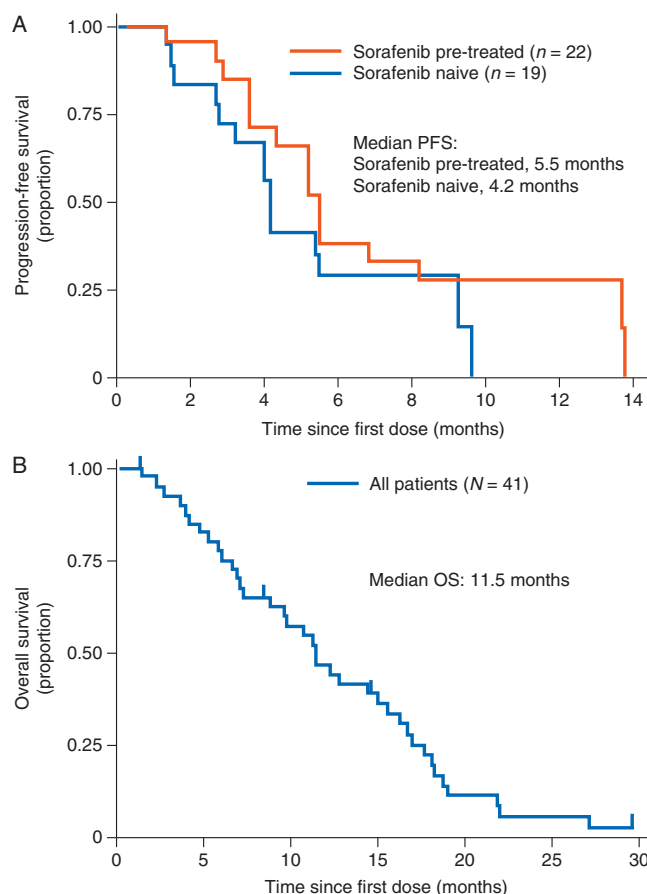 A
1.00
0.75
0.50
0.25
0
Progression-free survival
(proportion)
Sorafenib pre-treated (n = 22)
Sorafenib naive (n = 19)
Median PFS:
Sorafenib pre-treated, 5.5 months
Sorafenib naive, 4.2 months
0 2 4 6 8 10 12 14
Time since first dose (months)
B
1.00
0.75
0.50
0.25
0
Overall survival
(proportion)
All patients (N = 41)
Median OS: 11.5 months
0 5 10 15 20 25 30
Time since first dose (months)